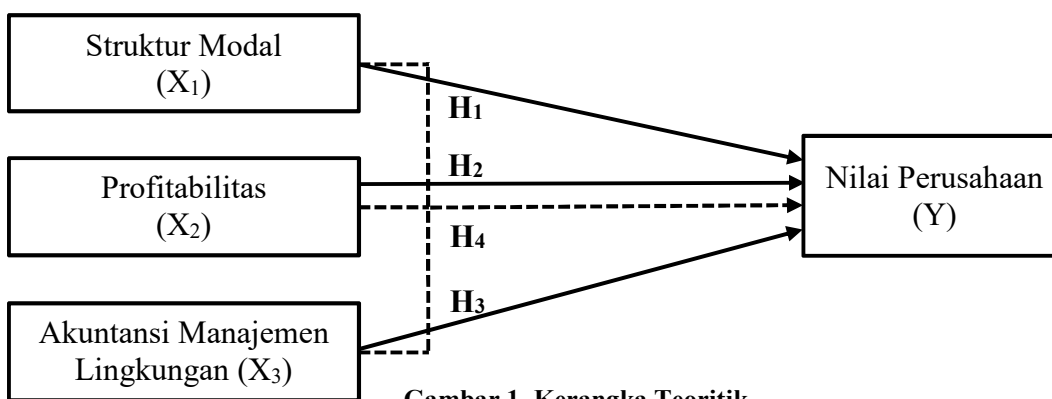 Struktur Modal
(X₁)
H₁
Profitabilitas
(X₂)
H₂
H₄
Nilai Perusahaan
(Y)
H₃
Akuntansi Manajemen
Lingkungan (X₃)
Gambar 1. Kerangka Teoritik